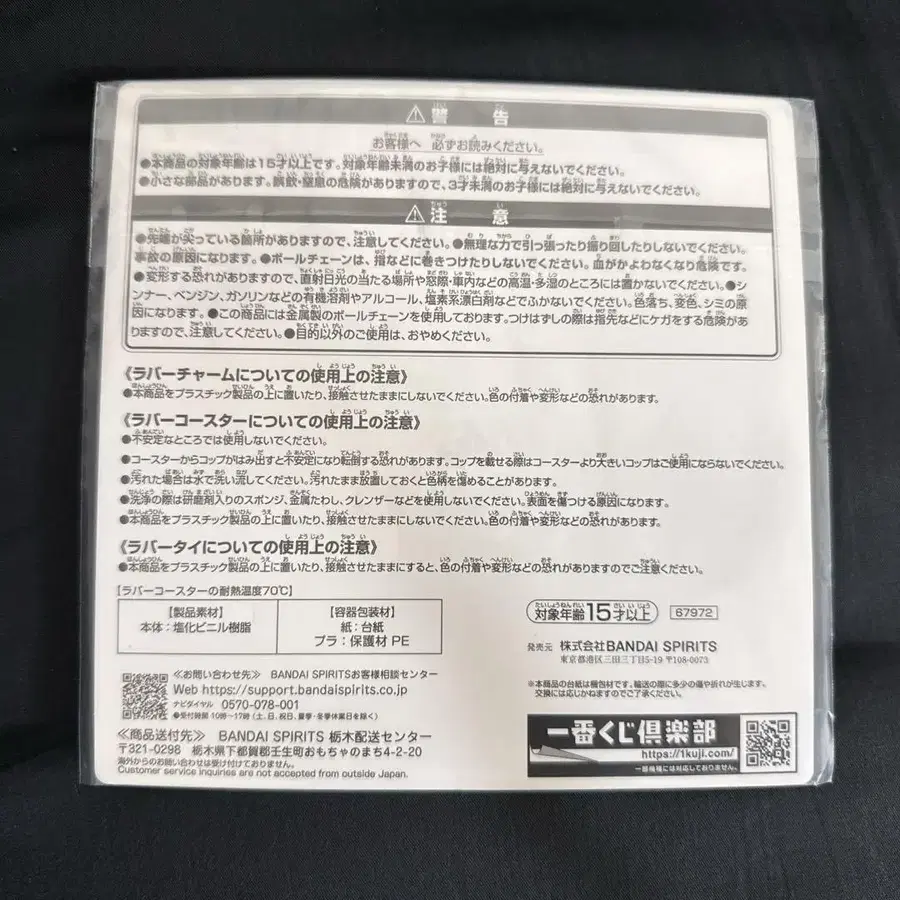 ⚠警 告
お客様へ 必ずお読みください。
●本商品の対象年齢は15才以上です。対象年齢未満のお子様には絶対に与えないでください。
●小さな部品があります。誤飲・窒息の危険がありますので、3才未満のお子様には絶対に与えないでください。
⚠注 意
●先端が尖っている箇所がありますので、注意してください。●無理な力で引っ張ったり振り回したりしないでください。
事故の原因になります。●ボールチェーンは、指などに巻きつけたりしないでください。血がかよわなくなり危険です。
●変形する恐れがありますので、直射日光の当たる場所や窓際・車内などの高温・多湿のところには置かないでください。●シ
ンナー、ベンジン、ガソリンなどの有機溶剤やアルコール、塩素系漂白剤などでふかないでください。色落ち、変色、シミの原
因になります。●この商品には金属製のボールチェーンを使用しております。つけはずしの際は指先などにケガをする危険があ
りますので、注意してください。●目的以外のご使用は、おやめください。
《ラバーチャームについての使用上の注意》
●本商品をプラスチック製品の上に置いたり、接触させたままにしないでください。色の付着や変形などの恐れがあります。
《ラバーコースターについての使用上の注意》
●不安定なところでは使用しないでください。
●コースターからコップがはみ出すと不安定になり転倒する恐れがあります。コップを載せる際はコースターより大きいコップはご使用にならないでください。
●汚れた場合は水で洗い流してください。汚れたまま放置しておくと色柄を傷めることがあります。
●洗浄の際は研磨剤入りのスポンジ、金属たわし、クレンザーなどを使用しないでください。表面を傷つける原因になります。
●本商品をプラスチック製品の上に置いたり、接触させたままにしないでください。色の付着や変形などの恐れがあります。
《ラバータイについての使用上の注意》
●本商品をプラスチック製品の上に置いたり、接触させたままにすると、色の付着や変形などの恐れがありますのでご注意ください。
【ラバーコースターの耐熱温度70℃】
【製品素材】
本体：塩化ビニル樹脂
【容器包装材】
紙：台紙
プラ：保護材 PE
対象年齢15才以上
67972
発売元 株式会社BANDAI SPIRITS
東京都港区三田三丁目5-19 〒108-0073
※本商品の台紙は梱包材です。輸送の際に多少の傷や折れが生じます。
交換には応じかねますのでご了承ください。
≪お問い合わせ先≫ BANDAI SPIRITSお客様相談センター
Web https://support.bandaispirits.co.jp
ナビダイヤル 0570-078-001
●受付時間 10時～17時（土、日、祝日、夏季・冬季休業日を除く）
≪商品送付先≫ BANDAI SPIRITS 栃木配送センター
〒321-0298 栃木県下都賀郡壬生町おもちゃのまち4-2-20
海外からのお問い合わせは受け付けておりません。
Customer service inquiries are not accepted from outside Japan.
一番くじ倶楽部
https://1kuji.com/
一部機種には対応しておりません。